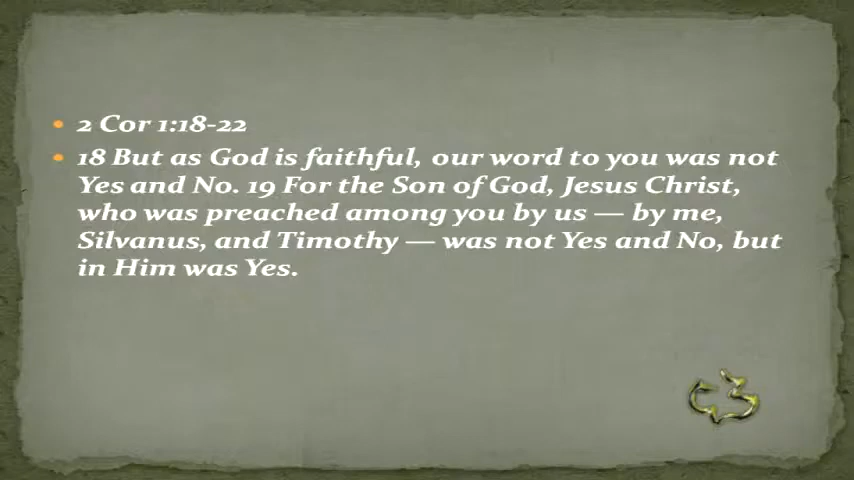 2 Cor 1:18-22
18 But as God is faithful, our word to you was not
Yes and No. 19 For the Son of God, Jesus Christ,
who was preached among you by us — by me,
Silvanus, and Timothy — was not Yes and No, but
in Him was Yes.